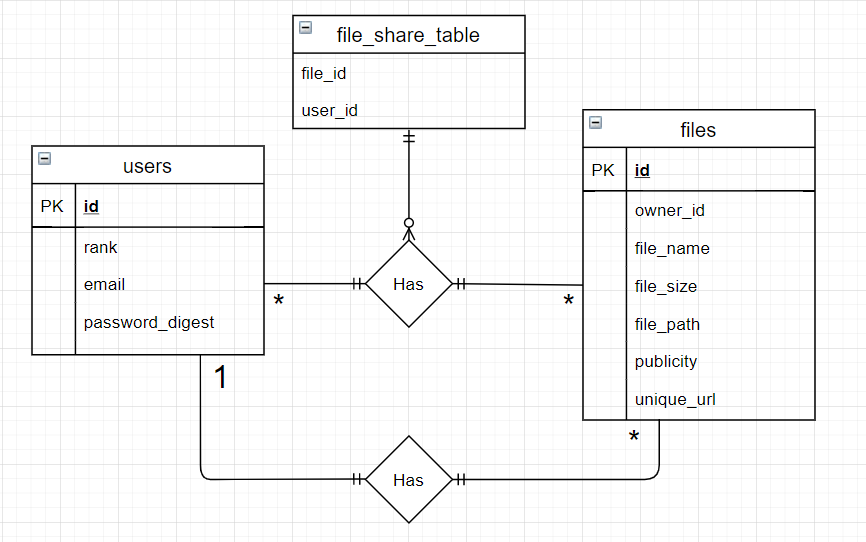 file_share_table
file_id
user_id
users
PK id
rank
email
password_digest
files
PK id
owner_id
file_name
file_size
file_path
publicity
unique_url
* Has *
1 *
Has